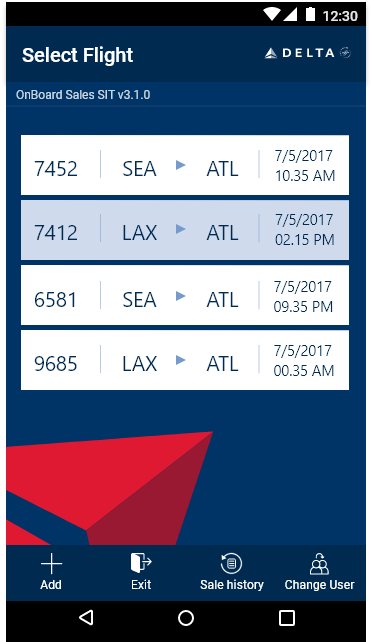 12:30
Select Flight
DELTA
OnBoard Sales SIT v3.1.0
7452 SEA ATL 7/5/2017
10.35 AM
7412 LAX ATL 7/5/2017
02.15 PM
6581 SEA ATL 7/5/2017
09.35 PM
9685 LAX ATL 7/5/2017
00.35 AM
Add Exit Sale history Change User